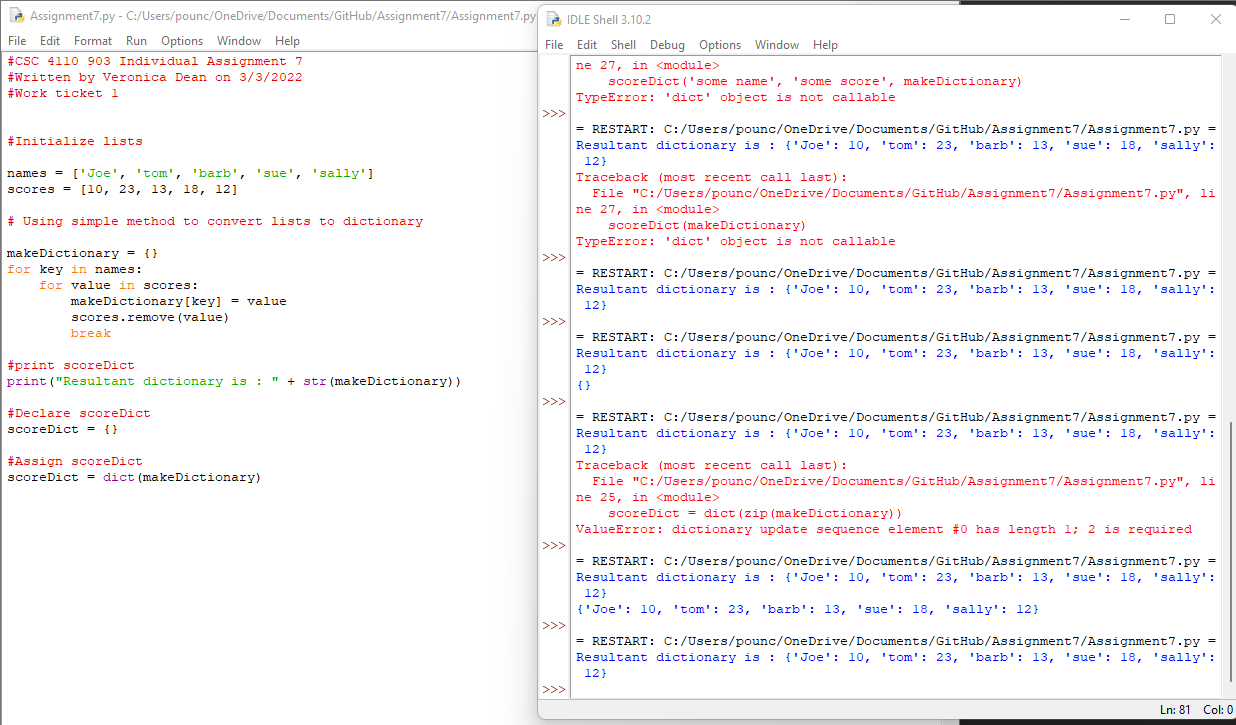 Assignment7.py - C:/Users/pounc/OneDrive/Documents/GitHub/Assignment7/Assignment7.py
File Edit Format Run Options Window Help
#CSC 4110 903 Individual Assignment 7
#Written by Veronica Dean on 3/3/2022
#Work ticket 1
#Initialize lists
names = ['Joe', 'tom', 'barb', 'sue', 'sally']
scores = [10, 23, 13, 18, 12]
# Using simple method to convert lists to dictionary
makeDictionary = {}
for key in names:
    for value in scores:
        makeDictionary[key] = value
        scores.remove(value)
        break
#print scoreDict
print("Resultant dictionary is : " + str(makeDictionary))
#Declare scoreDict
scoreDict = {}
#Assign scoreDict
scoreDict = dict(makeDictionary)
IDLE Shell 3.10.2
File Edit Shell Debug Options Window Help
ne 27, in <module>
    scoreDict('some name', 'some score', makeDictionary)
TypeError: 'dict' object is not callable
>>>
= RESTART: C:/Users/pounc/OneDrive/Documents/GitHub/Assignment7/Assignment7.py =
Resultant dictionary is : {'Joe': 10, 'tom': 23, 'barb': 13, 'sue': 18, 'sally':
 12}
Traceback (most recent call last):
  File "C:/Users/pounc/OneDrive/Documents/GitHub/Assignment7/Assignment7.py", li
ne 27, in <module>
    scoreDict(makeDictionary)
TypeError: 'dict' object is not callable
>>>
= RESTART: C:/Users/pounc/OneDrive/Documents/GitHub/Assignment7/Assignment7.py =
Resultant dictionary is : {'Joe': 10, 'tom': 23, 'barb': 13, 'sue': 18, 'sally':
 12}
>>>
= RESTART: C:/Users/pounc/OneDrive/Documents/GitHub/Assignment7/Assignment7.py =
Resultant dictionary is : {'Joe': 10, 'tom': 23, 'barb': 13, 'sue': 18, 'sally':
 12}
{}
>>>
= RESTART: C:/Users/pounc/OneDrive/Documents/GitHub/Assignment7/Assignment7.py =
Resultant dictionary is : {'Joe': 10, 'tom': 23, 'barb': 13, 'sue': 18, 'sally':
 12}
Traceback (most recent call last):
  File "C:/Users/pounc/OneDrive/Documents/GitHub/Assignment7/Assignment7.py", li
ne 25, in <module>
    scoreDict = dict(zip(makeDictionary))
ValueError: dictionary update sequence element #0 has length 1; 2 is required
>>>
= RESTART: C:/Users/pounc/OneDrive/Documents/GitHub/Assignment7/Assignment7.py =
Resultant dictionary is : {'Joe': 10, 'tom': 23, 'barb': 13, 'sue': 18, 'sally':
 12}
{'Joe': 10, 'tom': 23, 'barb': 13, 'sue': 18, 'sally': 12}
>>>
= RESTART: C:/Users/pounc/OneDrive/Documents/GitHub/Assignment7/Assignment7.py =
Resultant dictionary is : {'Joe': 10, 'tom': 23, 'barb': 13, 'sue': 18, 'sally':
 12}
>>>
Ln: 81 Col: 0